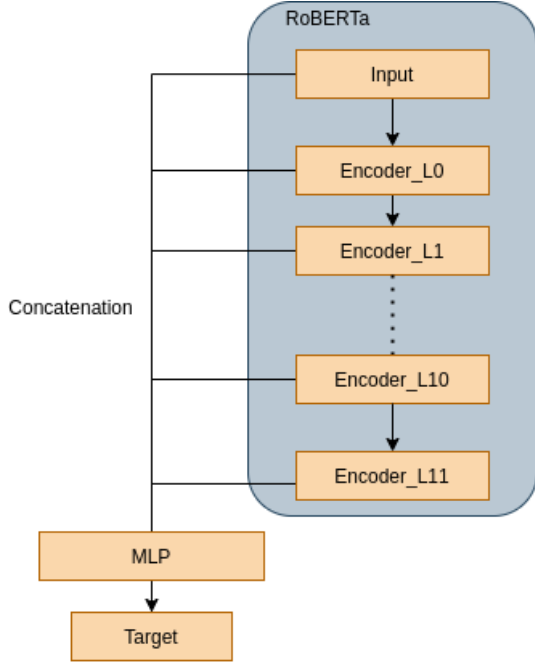 RoBERTa
Input
Encoder_L0
Encoder_L1
Concatenation
Encoder_L10
Encoder_L11
MLP
Target